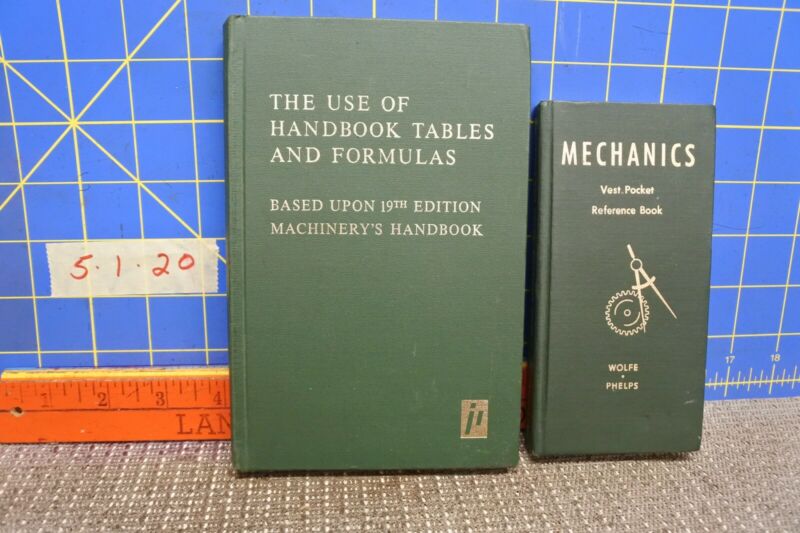 THE USE OF
HANDBOOK TABLES
AND FORMULAS
BASED UPON 19TH EDITION
MACHINERY'S HANDBOOK
MECHANICS
Vest Pocket
Reference Book
WOLFE
PHELPS
5·1·20
1 2 3 4
LAN
17 18